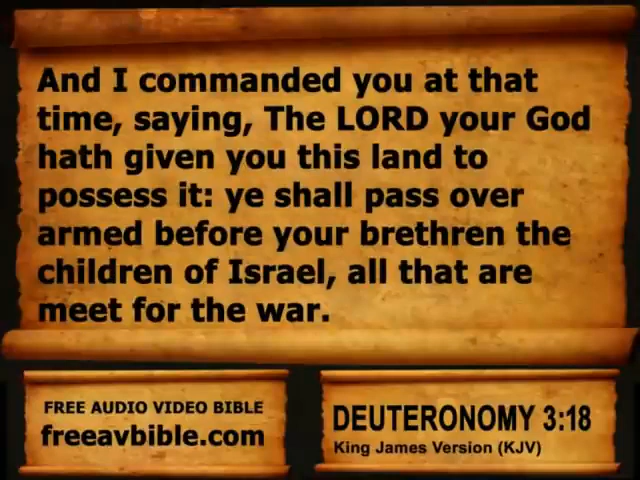 And I commanded you at that
time, saying, The LORD your God
hath given you this land to
possess it: ye shall pass over
armed before your brethren the
children of Israel, all that are
meet for the war.
FREE AUDIO VIDEO BIBLE
freeavbible.com
DEUTERONOMY 3:18
King James Version (KJV)